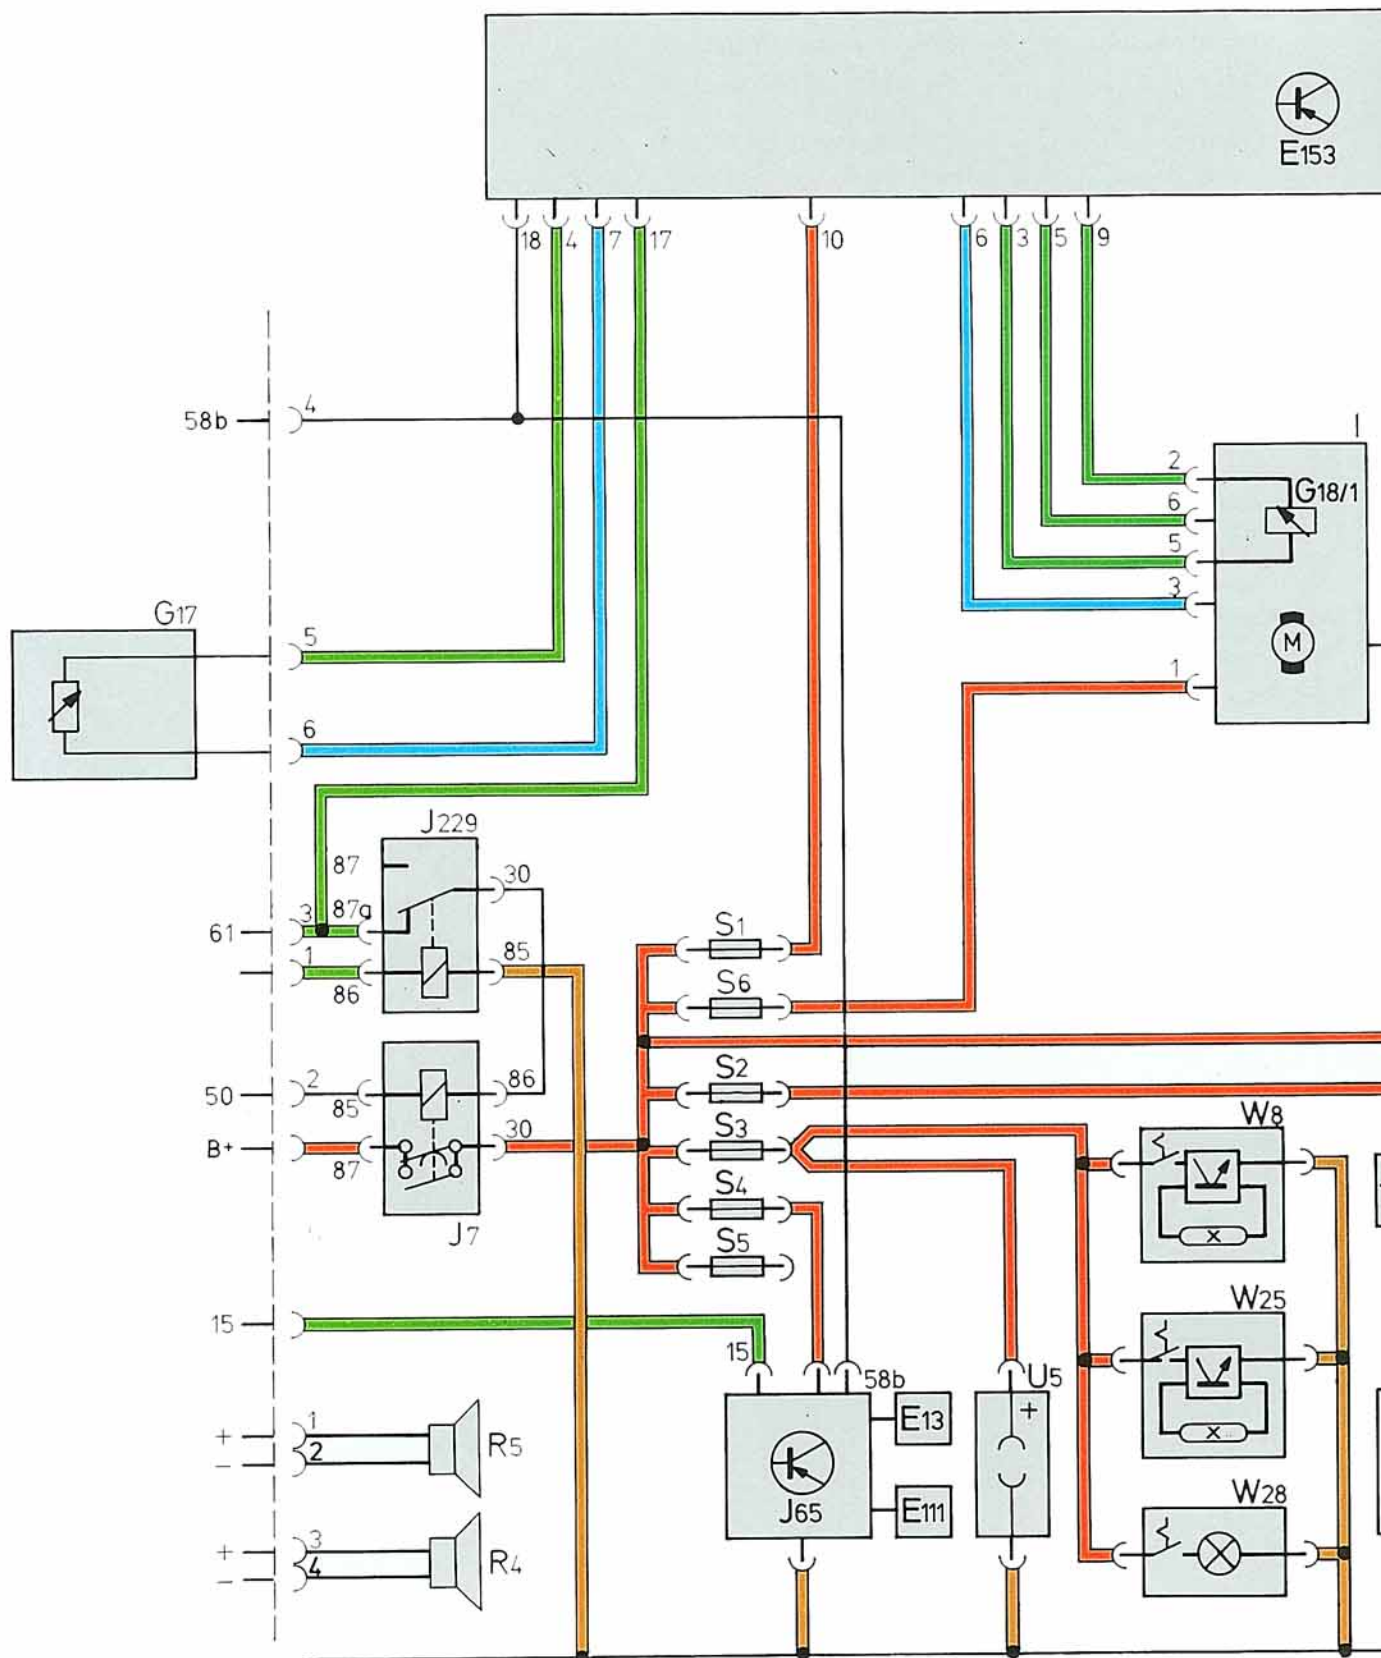 E153
18 4 7 17 10 6 3 5 9
58b 4
I
2
G18/1
6
5
3
M
1
G17
5
6
J229
87 30
61 3 87a
1 85
86
S1
S6
50 2 86
85
S2
B+ 30
87
S3
S4
S5
J7
W8
x
W25
x
W28
15
15 58b
E13
E111
J65
U5
+
+ 1
- 2
R5
+ 3
- 4
R4